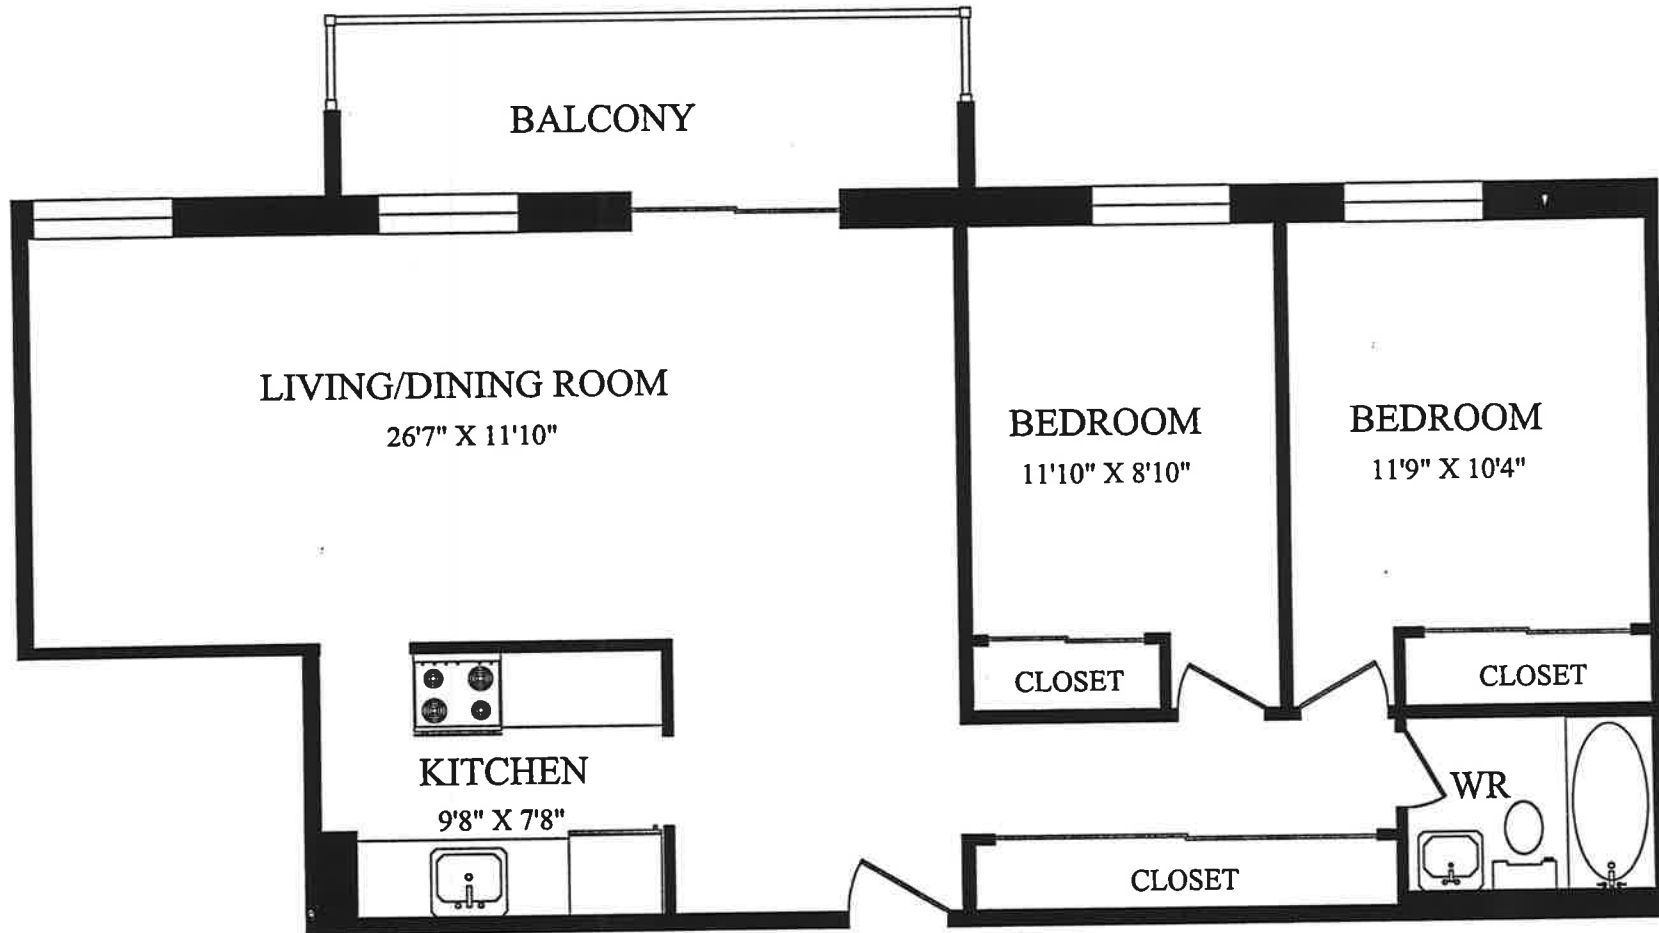 BALCONY
LIVING/DINING ROOM
26'7" X 11'10"
BEDROOM
11'10" X 8'10"
BEDROOM
11'9" X 10'4"
CLOSET
CLOSET
KITCHEN
9'8" X 7'8"
WR
CLOSET